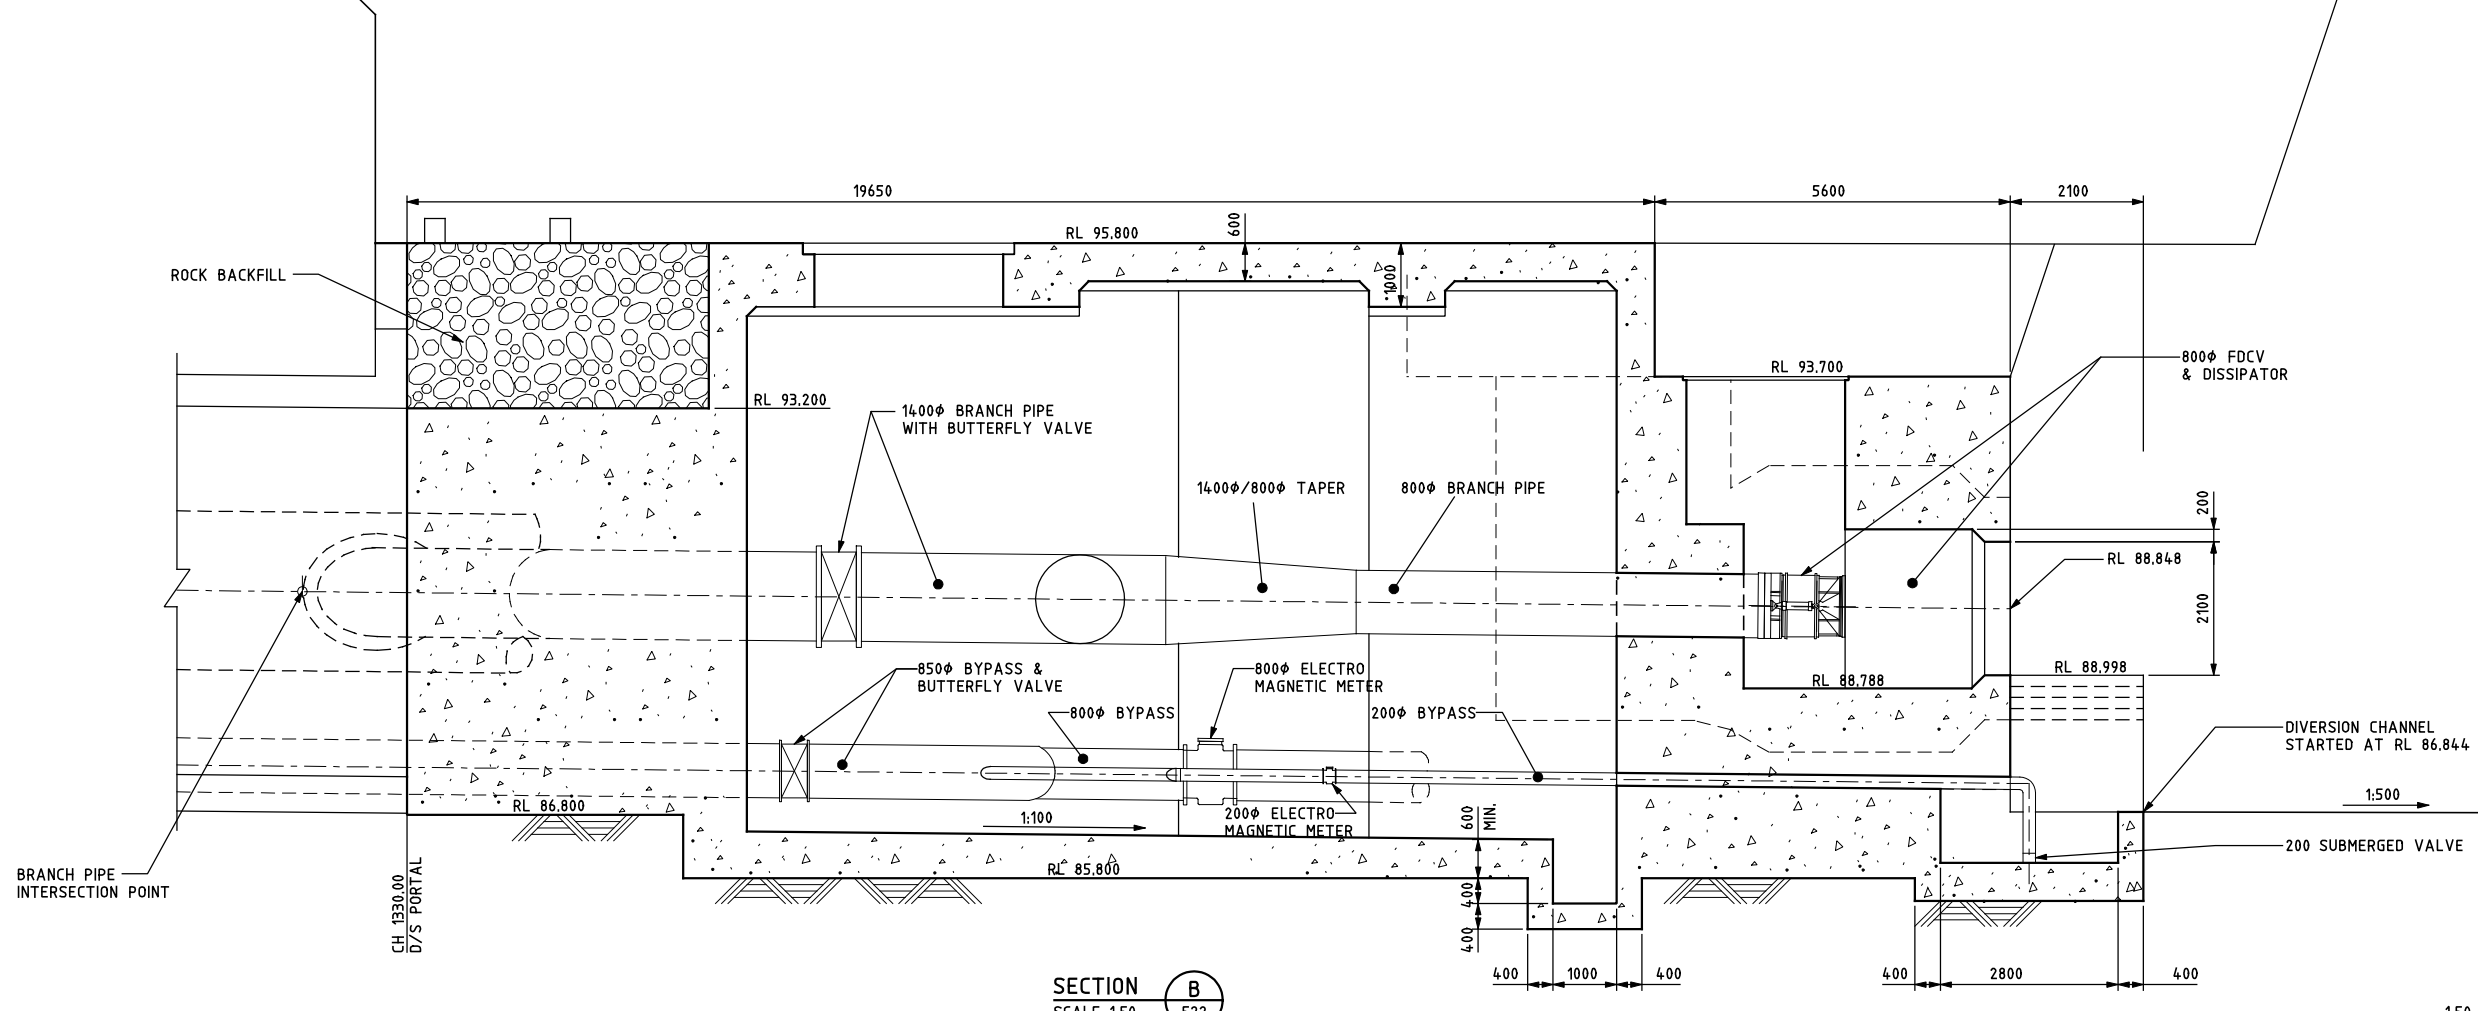 19650
5600
2100
600
RL 95,800
1000
ROCK BACKFILL
RL 93,700
800ϕ FDCV
& DISSIPATOR
RL 93,200
1400ϕ BRANCH PIPE
WITH BUTTERFLY VALVE
1400ϕ/800ϕ TAPER
800ϕ BRANCH PIPE
200
RL 88,848
2100
850ϕ BYPASS &
BUTTERFLY VALVE
800ϕ ELECTRO
MAGNETIC METER
RL 88,998
RL 88,788
800ϕ BYPASS
200ϕ BYPASS
DIVERSION CHANNEL
STARTED AT RL 86,844
RL 86,800
1:100
200ϕ ELECTRO
MAGNETIC METER
600
MIN.
1:500
200 SUBMERGED VALVE
BRANCH PIPE
INTERSECTION POINT
RL 85,800
400
400
CH 1330,00
D/S PORTAL
400
1000
400
400
2800
400
SECTION
B